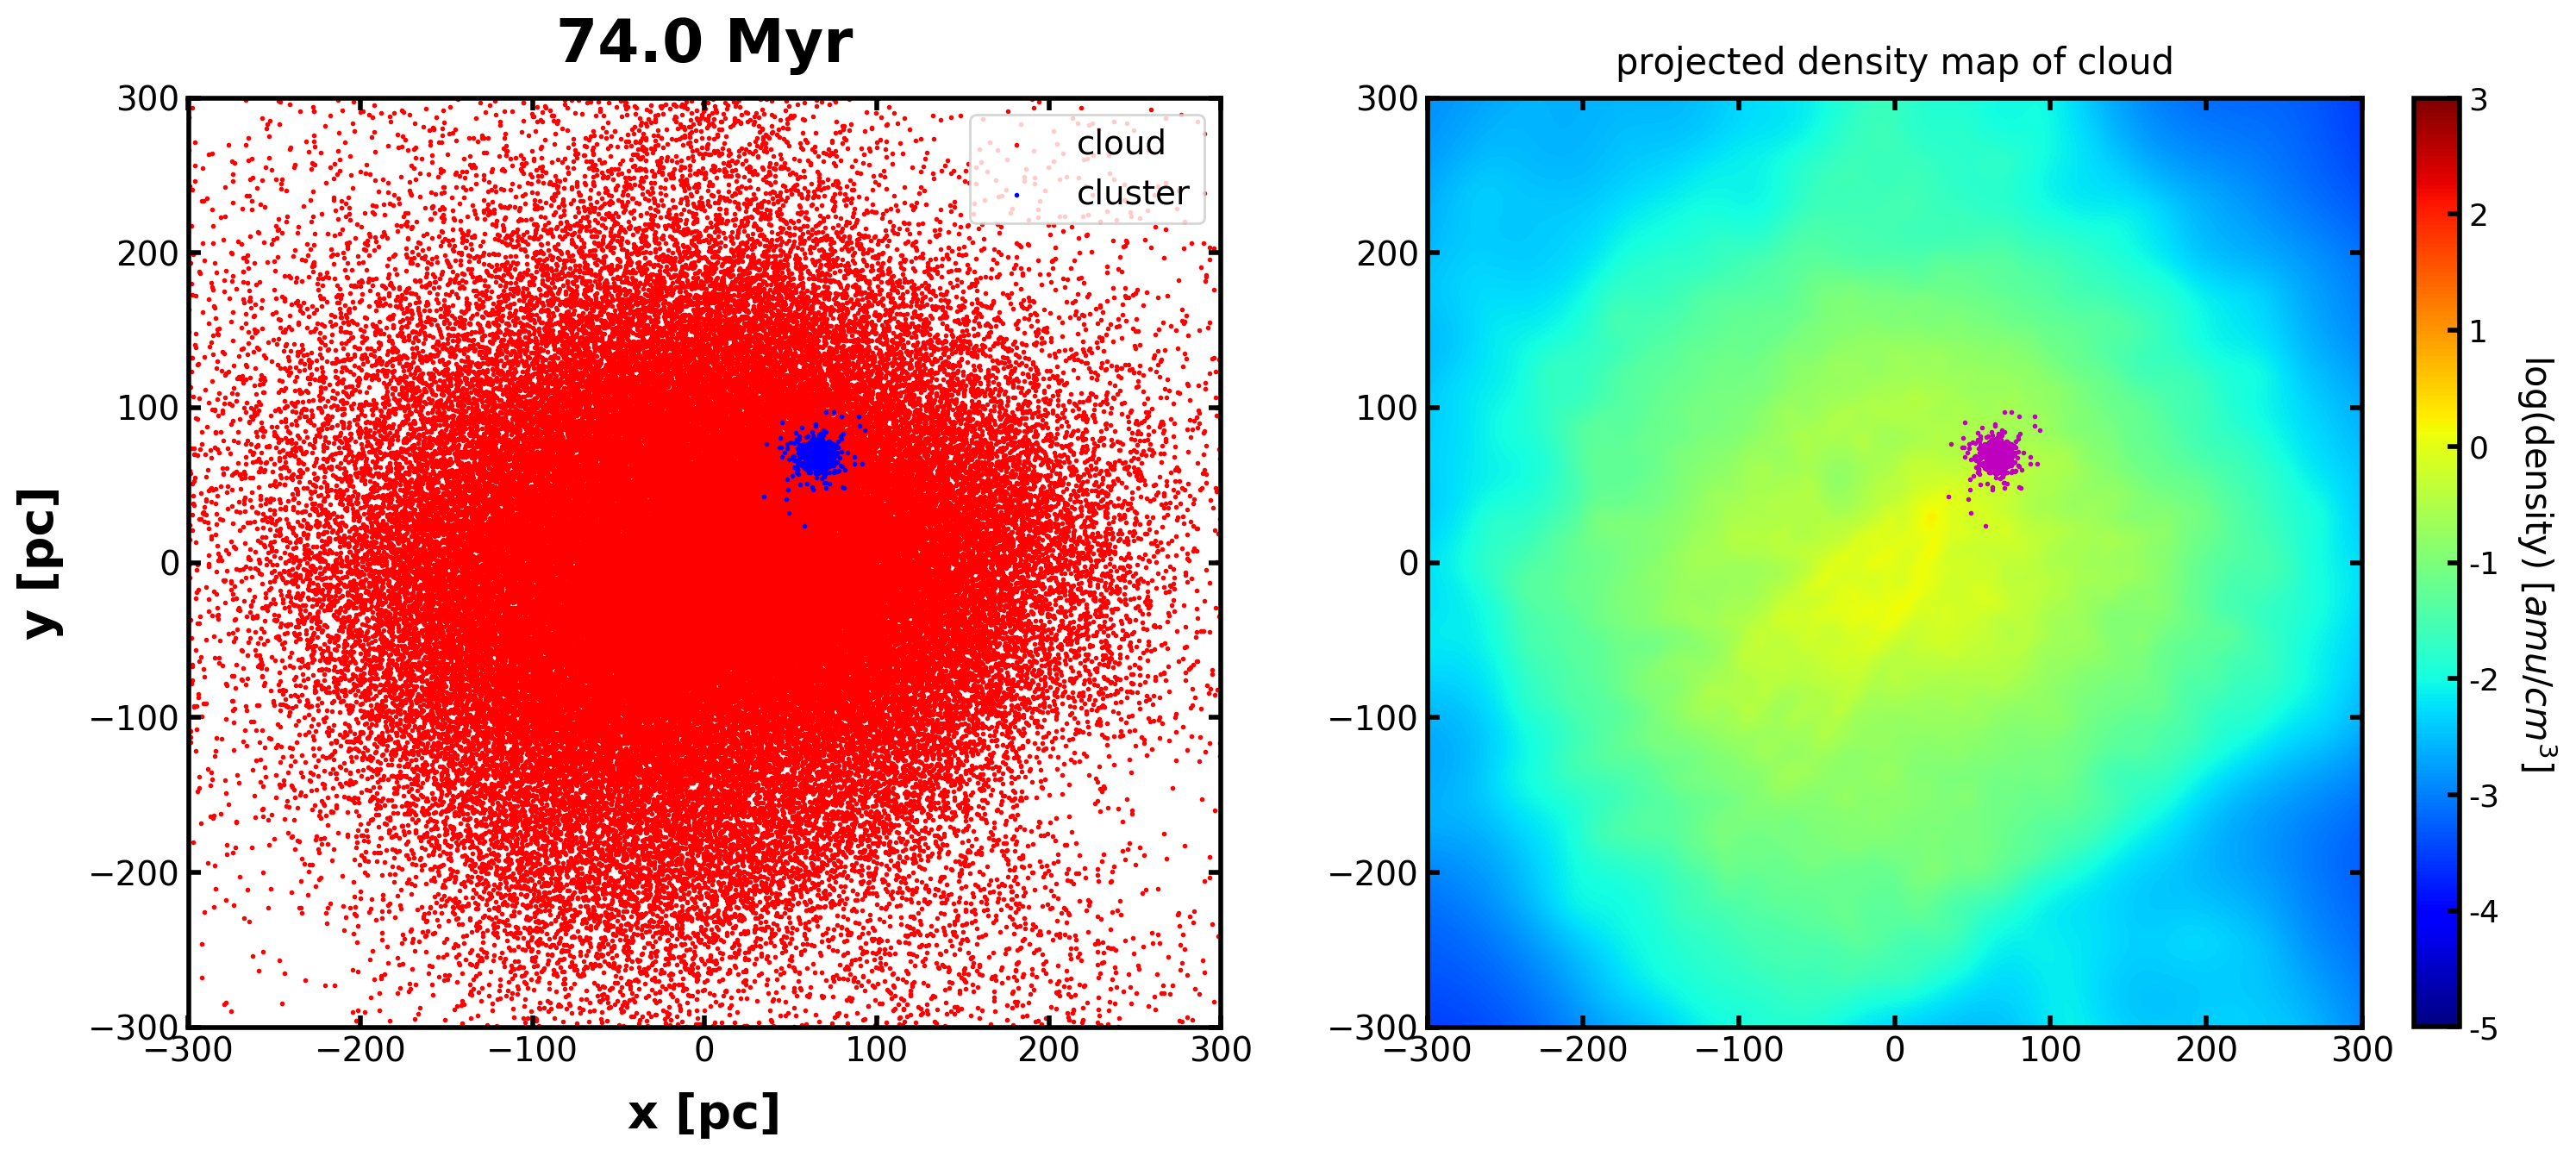 74.0 Myr
300
200
100
0
−100
−200
−300
−300 −200 −100 0 100 200 300
y [pc]
x [pc]
cloud
cluster
projected density map of cloud
300
200
100
0
−100
−200
−300
−300 −200 −100 0 100 200 300
3
2
1
0
-1
-2
-3
-4
-5
log(density) [amu/cm³]